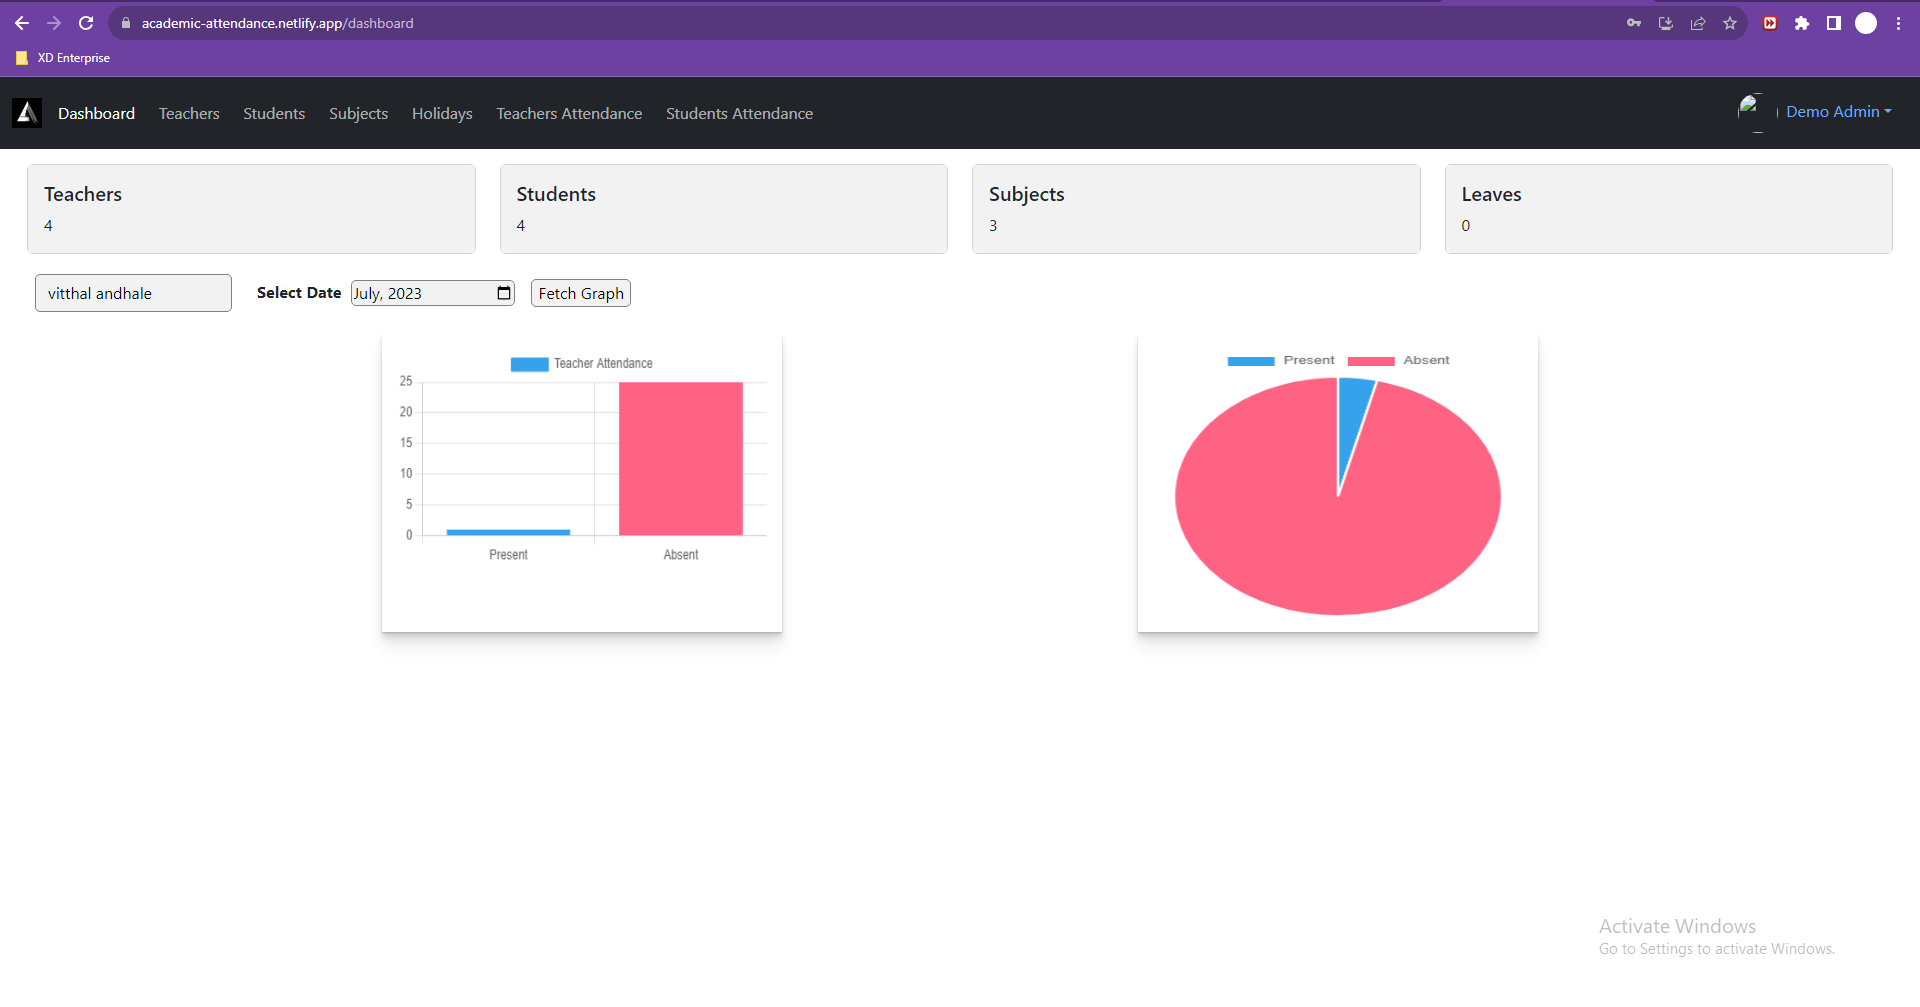 academic-attendance.netlify.app/dashboard
XD Enterprise
Dashboard Teachers Students Subjects Holidays Teachers Attendance Students Attendance Demo Admin
Teachers
4
Students
4
Subjects
3
Leaves
0
vitthal andhale Select Date July, 2023 Fetch Graph
Teacher Attendance
25
20
15
10
5
0
Present Absent
Present Absent
Activate Windows
Go to Settings to activate Windows.